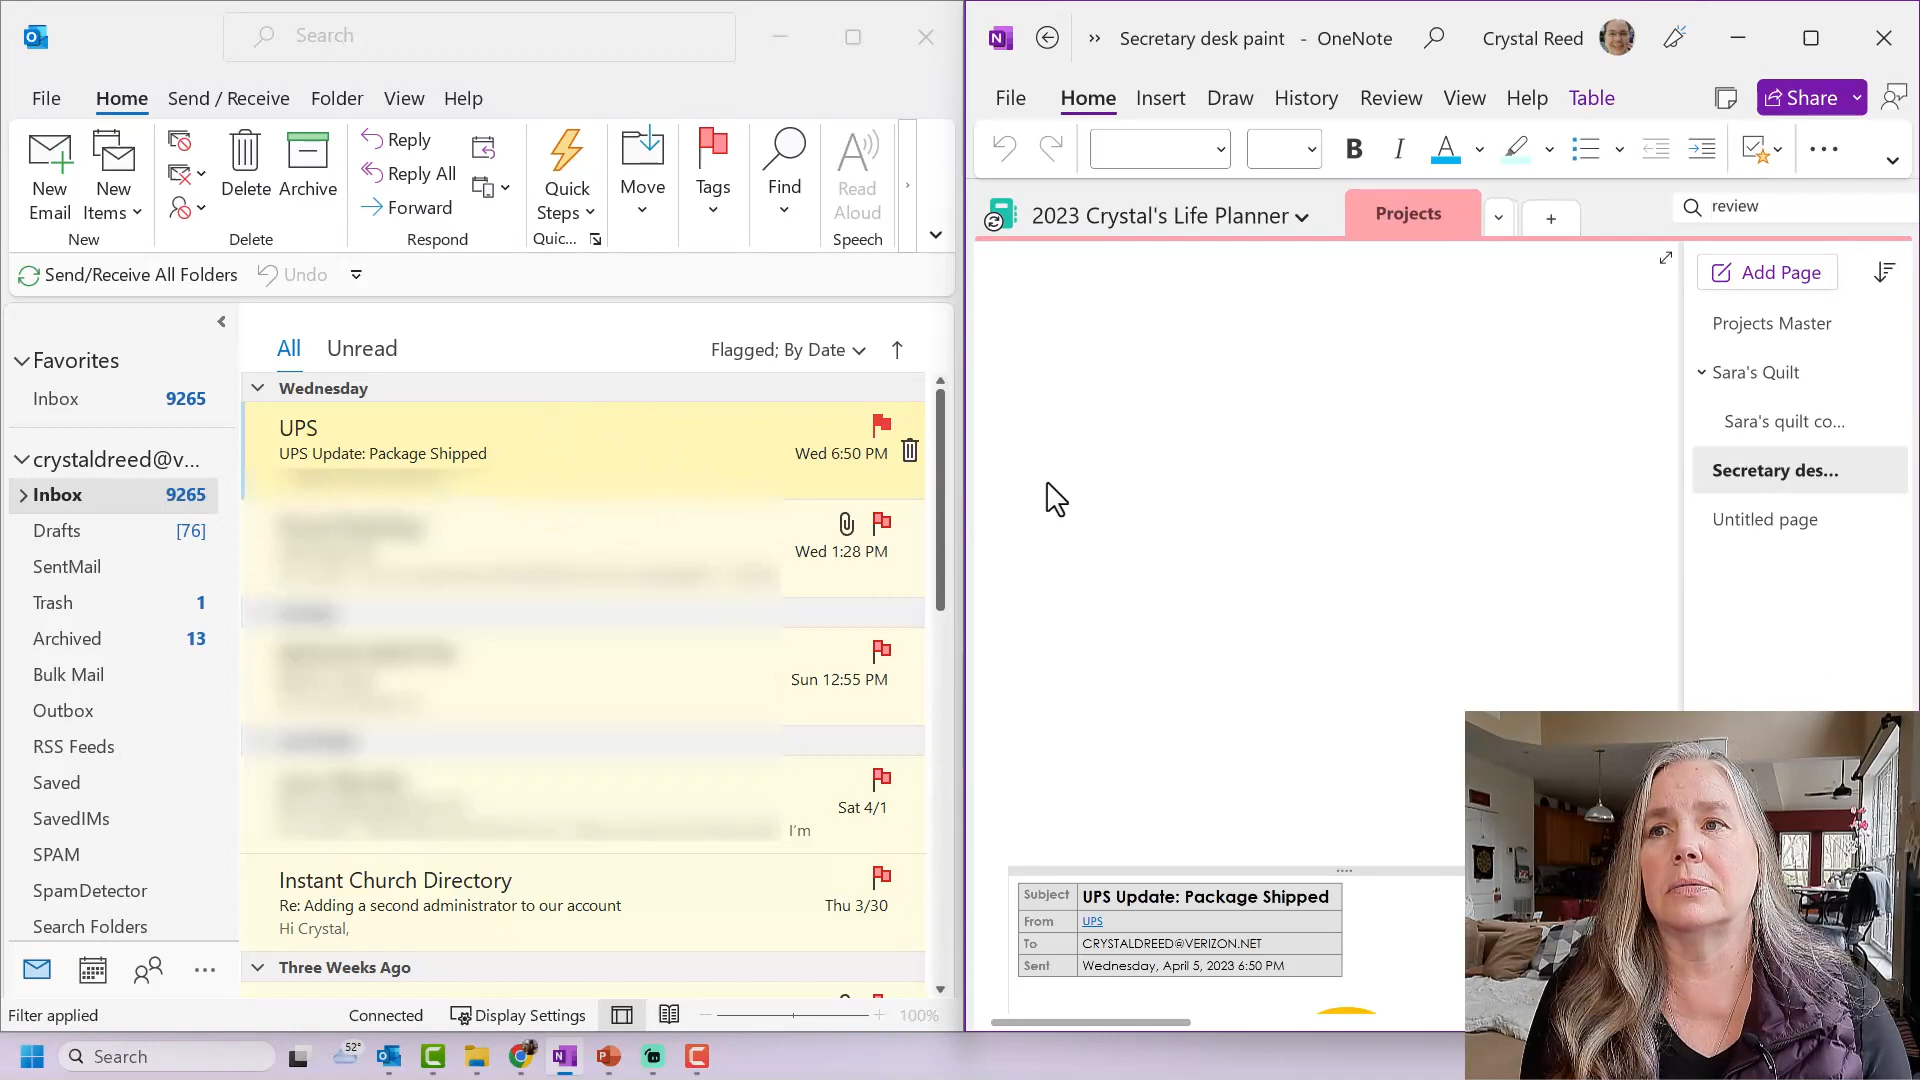 Search
File Home Send / Receive Folder View Help
New Email
New Items
Delete
Archive
Reply
Reply All
Forward
Quick Steps
Move
Tags
Find
Read Aloud
New
Delete
Respond
Quic...
Speech
Send/Receive All Folders
Undo
Favorites
Inbox 9265
crystaldreed@v...
Inbox 9265
Drafts [76]
SentMail
Trash 1
Archived 13
Bulk Mail
Outbox
RSS Feeds
Saved
SavedIMs
SPAM
SpamDetector
Search Folders
All Unread
Flagged; By Date
Wednesday
UPS
UPS Update: Package Shipped
Wed 6:50 PM
Wed 1:28 PM
Sun 12:55 PM
Sat 4/1
I'm
Instant Church Directory
Re: Adding a second administrator to our account
Thu 3/30
Hi Crystal,
Three Weeks Ago
Filter applied
Connected
Display Settings
100%
Secretary desk paint - OneNote
Crystal Reed
File Home Insert Draw History Review View Help Table
Share
B I A
2023 Crystal's Life Planner
Projects
review
Add Page
Projects Master
Sara's Quilt
Sara's quilt co...
Secretary des...
Untitled page
Subject UPS Update: Package Shipped
From UPS
To CRYSTALDREED@VERIZON.NET
Sent Wednesday, April 5, 2023 6:50 PM
Search
52°